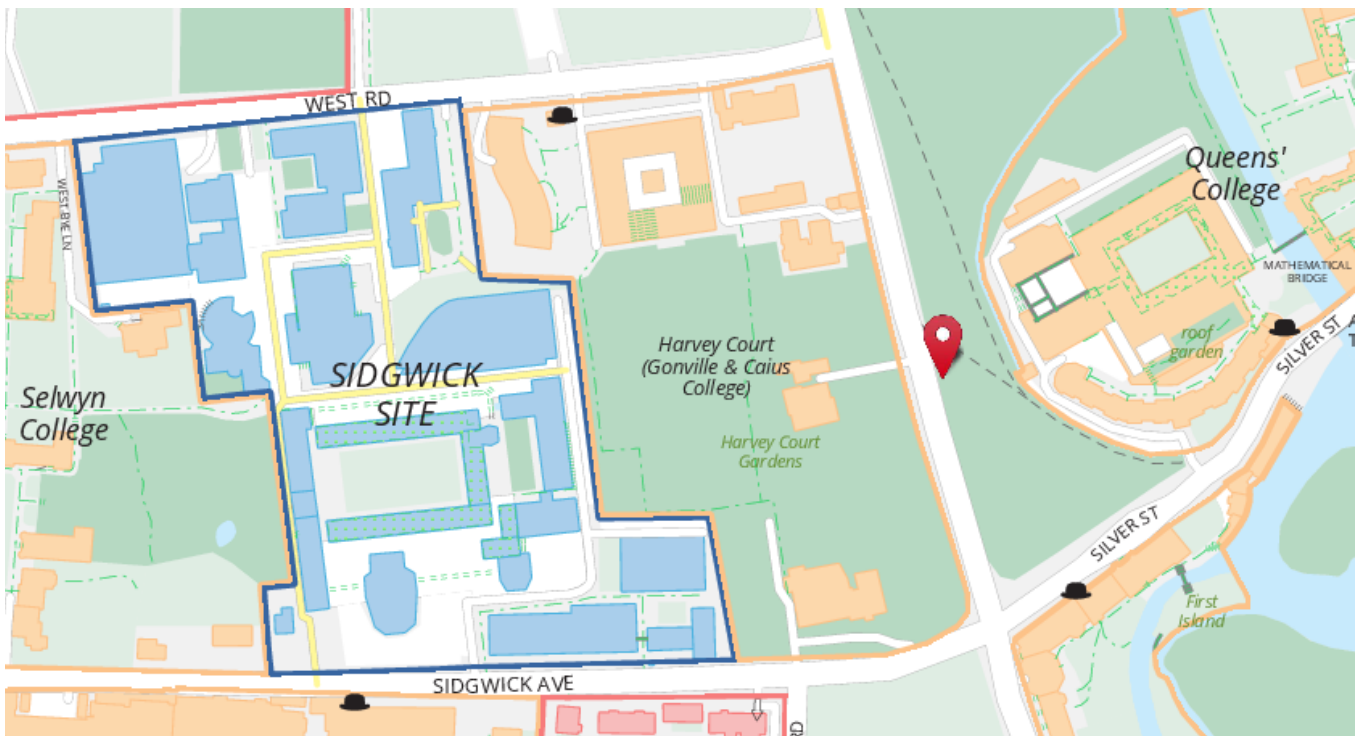 WEST RD
Queens'
College
WEST BYE LN
MATHEMATICAL
BRIDGE
roof
garden
SILVER ST
A
T
Harvey Court
(Gonville & Caius
College)
SIDGWICK
SITE
Selwyn
College
Harvey Court
Gardens
SILVER ST
First
Island
SIDGWICK AVE
RD